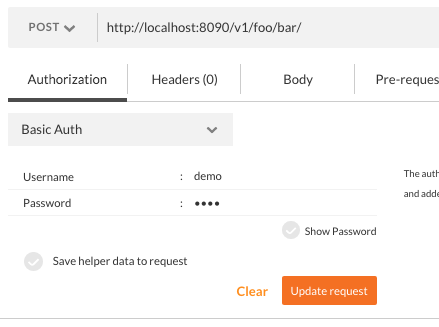 POST http://localhost:8090/v1/foo/bar/
Authorization Headers (0) Body Pre-reques
Basic Auth
Username : demo
The auth
Password : ••••
and adde
Show Password
Save helper data to request
Clear Update request